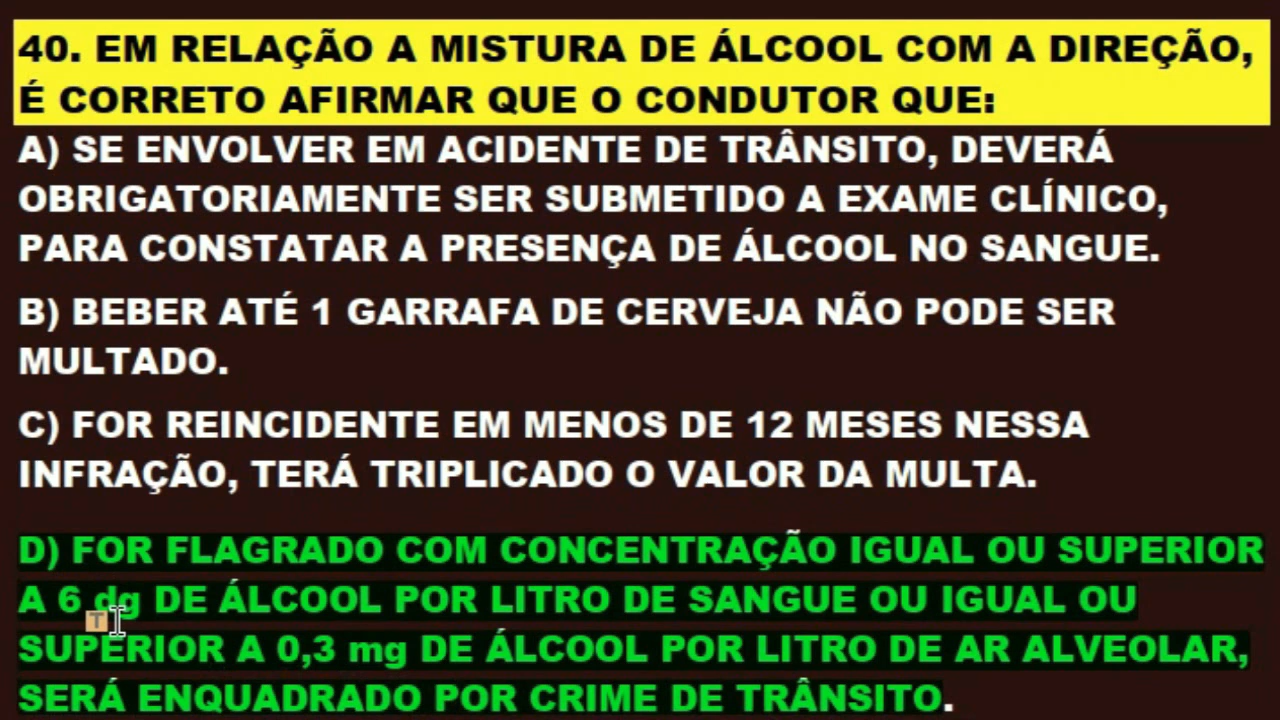 40. EM RELAÇÃO A MISTURA DE ÁLCOOL COM A DIREÇÃO,
É CORRETO AFIRMAR QUE O CONDUTOR QUE:
A) SE ENVOLVER EM ACIDENTE DE TRÂNSITO, DEVERÁ
OBRIGATORIAMENTE SER SUBMETIDO A EXAME CLÍNICO,
PARA CONSTATAR A PRESENÇA DE ÁLCOOL NO SANGUE.
B) BEBER ATÉ 1 GARRAFA DE CERVEJA NÃO PODE SER
MULTADO.
C) FOR REINCIDENTE EM MENOS DE 12 MESES NESSA
INFRAÇÃO, TERÁ TRIPLICADO O VALOR DA MULTA.
D) FOR FLAGRADO COM CONCENTRAÇÃO IGUAL OU SUPERIOR
A 6 dg DE ÁLCOOL POR LITRO DE SANGUE OU IGUAL OU
T
SUPERIOR A 0,3 mg DE ÁLCOOL POR LITRO DE AR ALVEOLAR,
SERÁ ENQUADRADO POR CRIME DE TRÂNSITO.